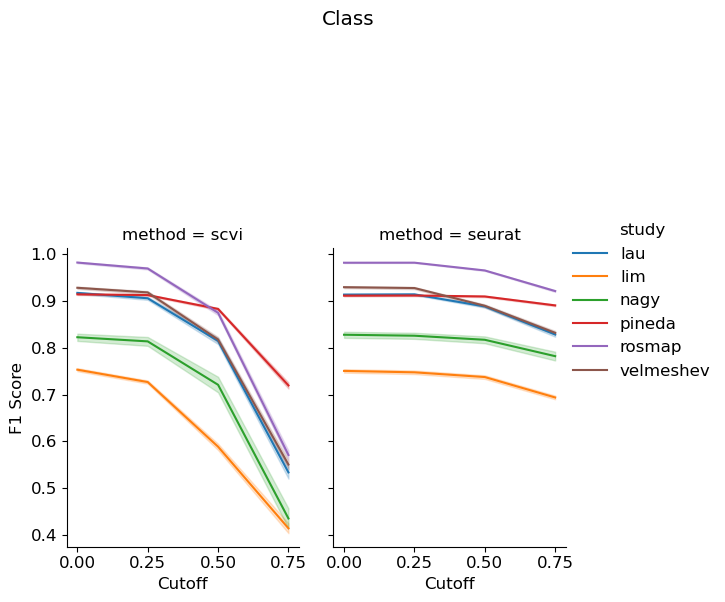 Class
method = scvi
method = seurat
study
lau
lim
nagy
pineda
rosmap
velmeshev
F1 Score
1.0
0.9
0.8
0.7
0.6
0.5
0.4
0.00 0.25 0.50 0.75
0.00 0.25 0.50 0.75
Cutoff
Cutoff